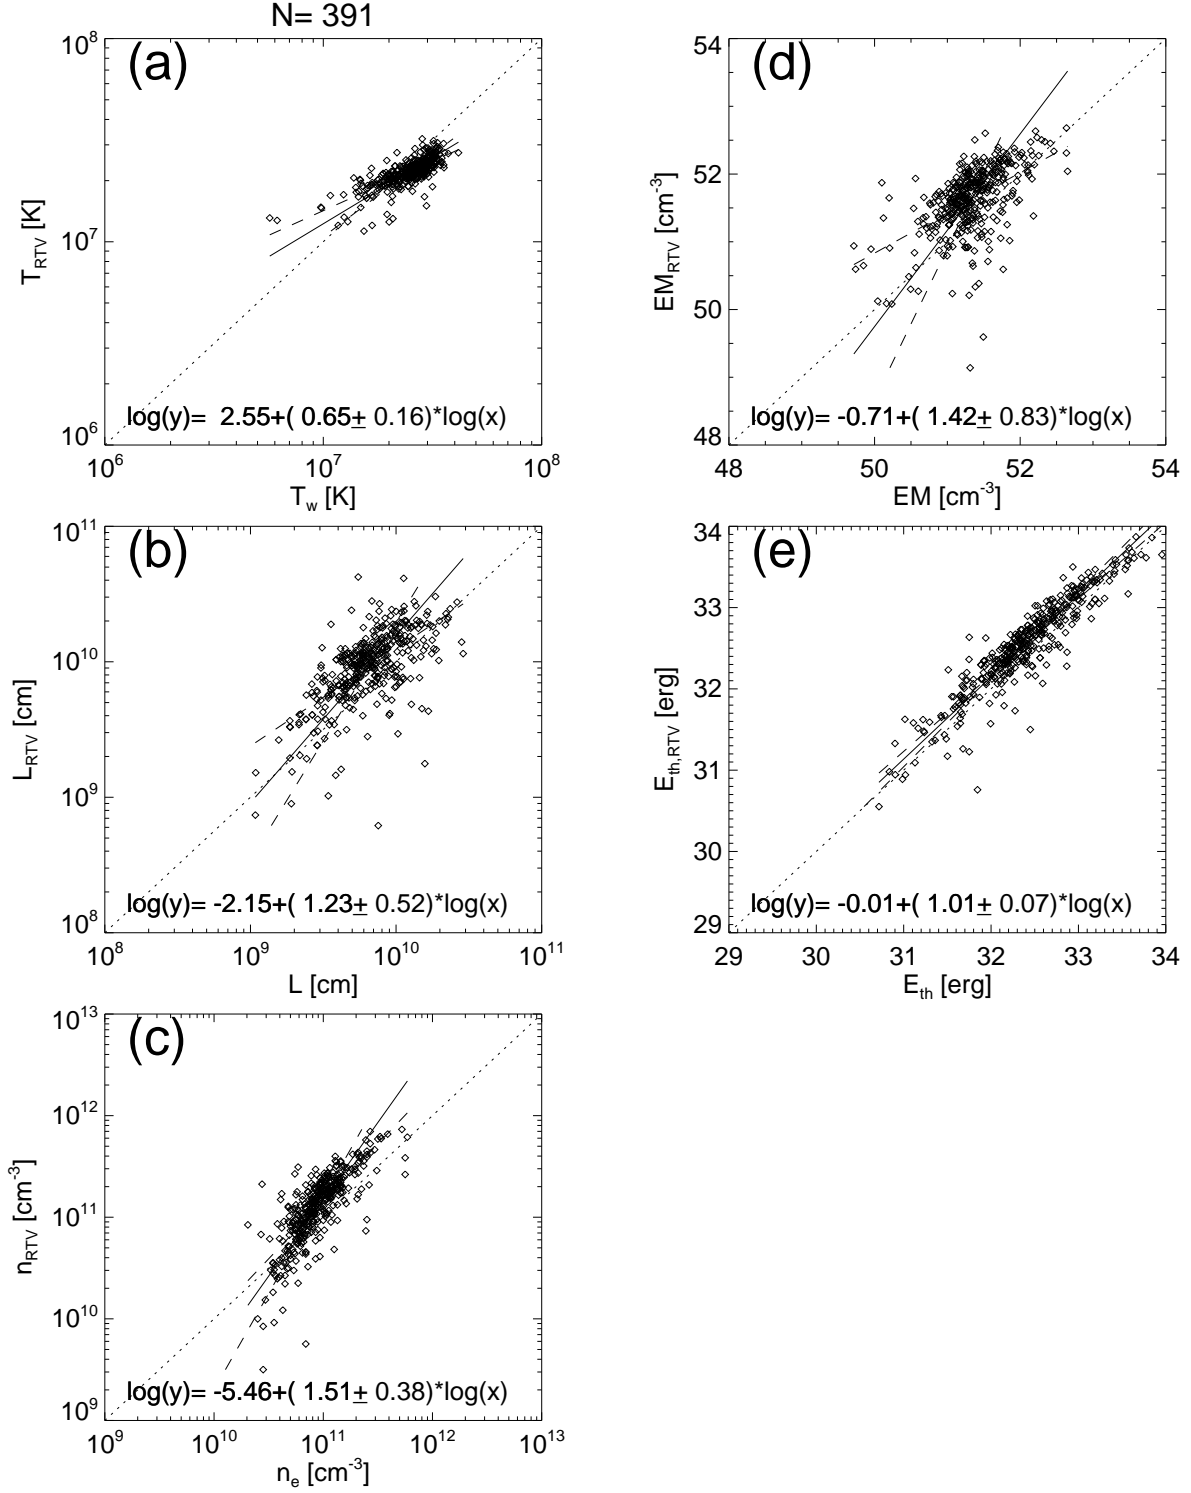 N= 391
(a)
10^8
10^7
10^6
T_RTV [K]
log(y)= 2.55+( 0.65± 0.16)*log(x)
10^6 10^7 10^8
T_w [K]
(d)
54
52
50
48
EM_RTV [cm^-3]
log(y)= -0.71+( 1.42± 0.83)*log(x)
48 50 52 54
EM [cm^-3]
(b)
10^11
10^10
10^9
10^8
L_RTV [cm]
log(y)= -2.15+( 1.23± 0.52)*log(x)
10^8 10^9 10^10 10^11
L [cm]
(e)
34
33
32
31
30
29
E_th,RTV [erg]
log(y)= -0.01+( 1.01± 0.07)*log(x)
29 30 31 32 33 34
E_th [erg]
(c)
10^13
10^12
10^11
10^10
10^9
n_RTV [cm^-3]
log(y)= -5.46+( 1.51± 0.38)*log(x)
10^9 10^10 10^11 10^12 10^13
n_e [cm^-3]